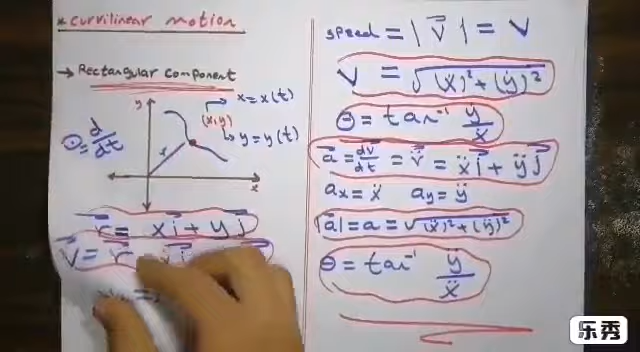 * curvilinear motion
→ Rectangular component
y
x = x(t)
(x,y)
y = y(t)
r
x
⊙ = d/dt
r⃗ = x i⃗ + y j⃗
v⃗ = r⃗
speed = |v⃗| = v
v = √(ẋ)² + (ẏ)²
θ = tan⁻¹ ẏ/ẋ
a⃗ = dv⃗/dt = v⃗̇ = ẍ i⃗ + ÿ j⃗
aₓ = ẍ a_y = ÿ
|a⃗| = a = √(ẍ)² + (ÿ)²
θ = tan⁻¹ ÿ/ẍ
乐秀